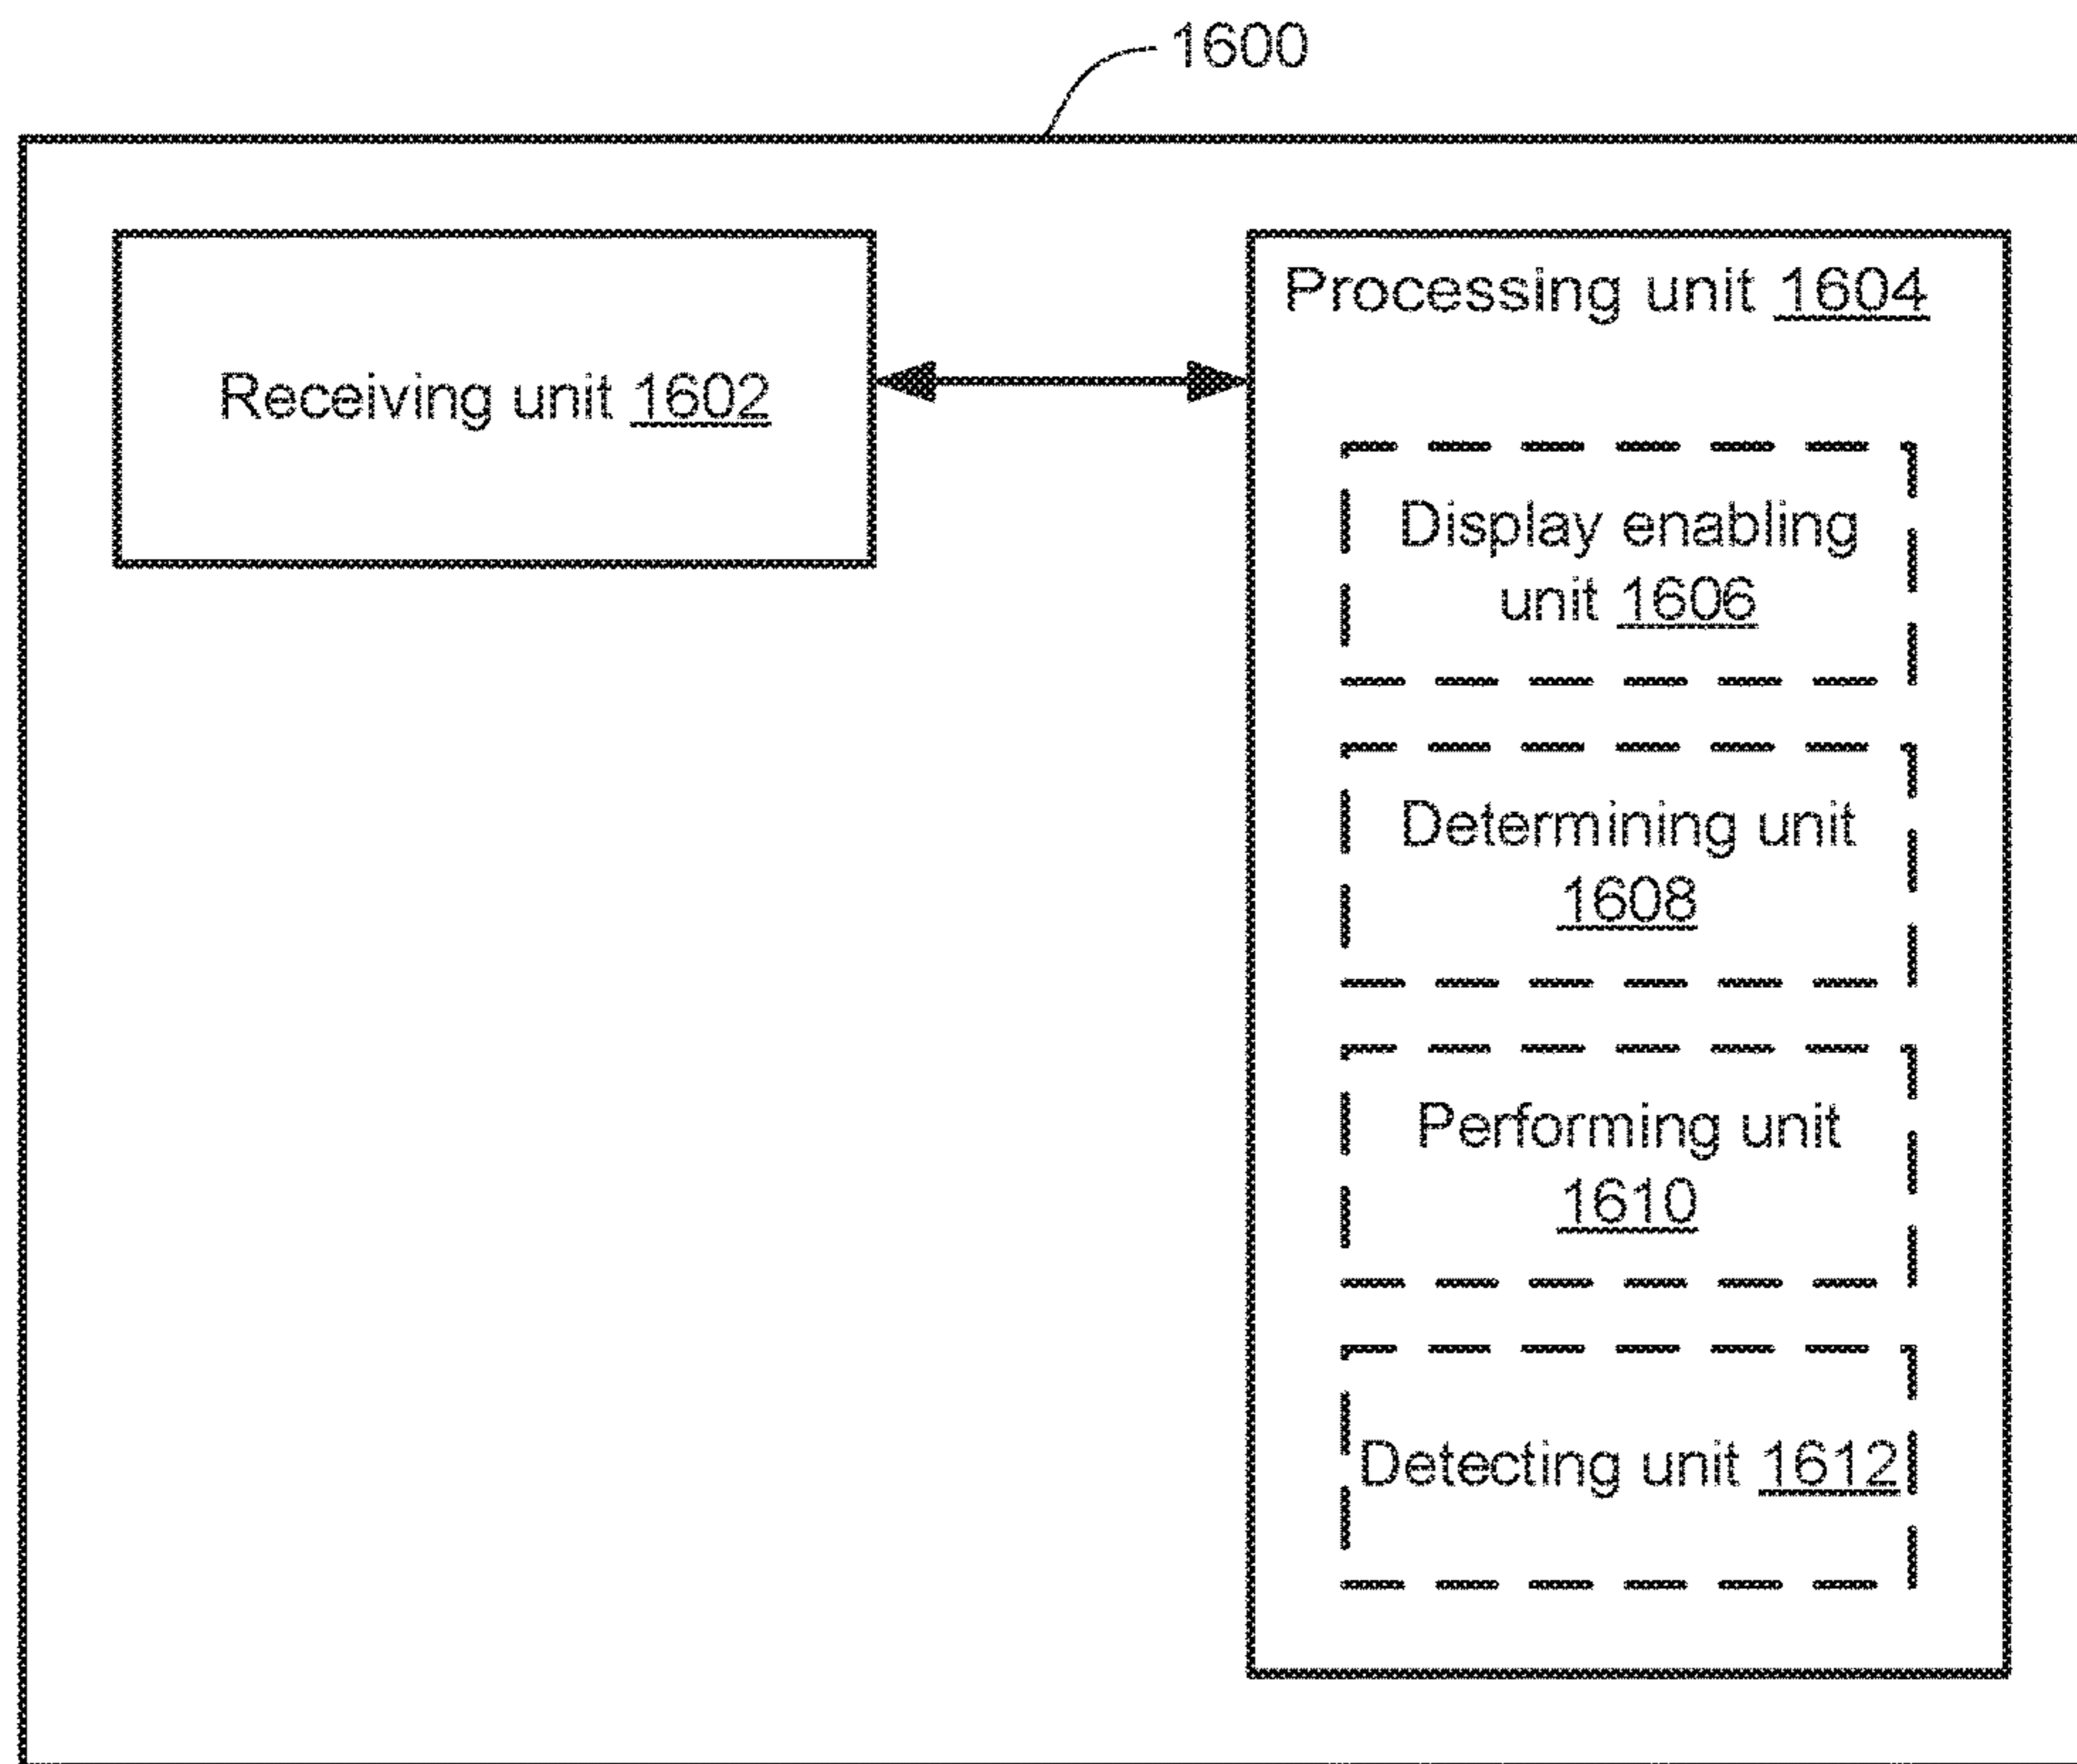 1600
Receiving unit 1602
Processing unit 1604
Display enabling
unit 1606
Determining unit
1608
Performing unit
1610
Detecting unit 1612